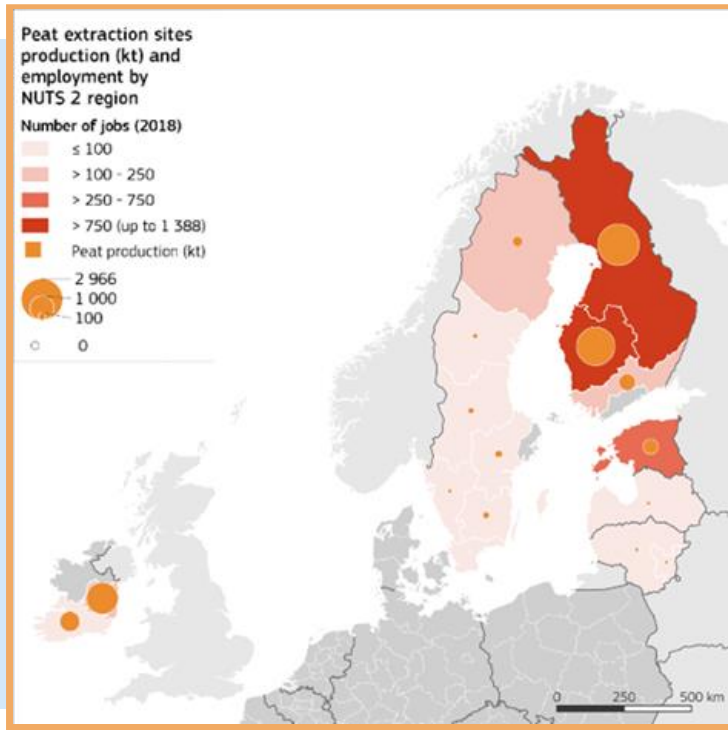 Peat extraction sites
production (kt) and
employment by
NUTS 2 region
Number of jobs (2018)
≤ 100
> 100 - 250
> 250 - 750
> 750 (up to 1 388)
Peat production (kt)
2 966
1 000
100
0
0 250 500 km